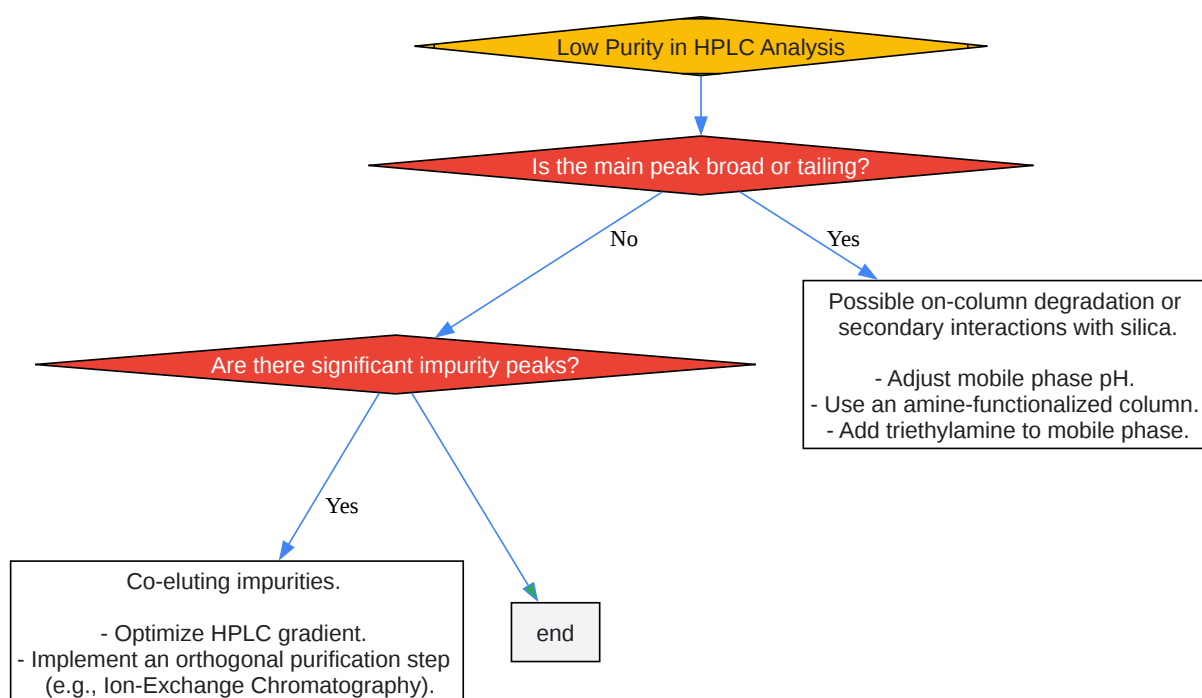 Low Purity in HPLC Analysis
Is the main peak broad or tailing?
No
Yes
Possible on-column degradation or
secondary interactions with silica.
- Adjust mobile phase pH.
- Use an amine-functionalized column.
- Add triethylamine to mobile phase.
Are there significant impurity peaks?
Yes
Co-eluting impurities.
- Optimize HPLC gradient.
- Implement an orthogonal purification step
(e.g., Ion-Exchange Chromatography).
end